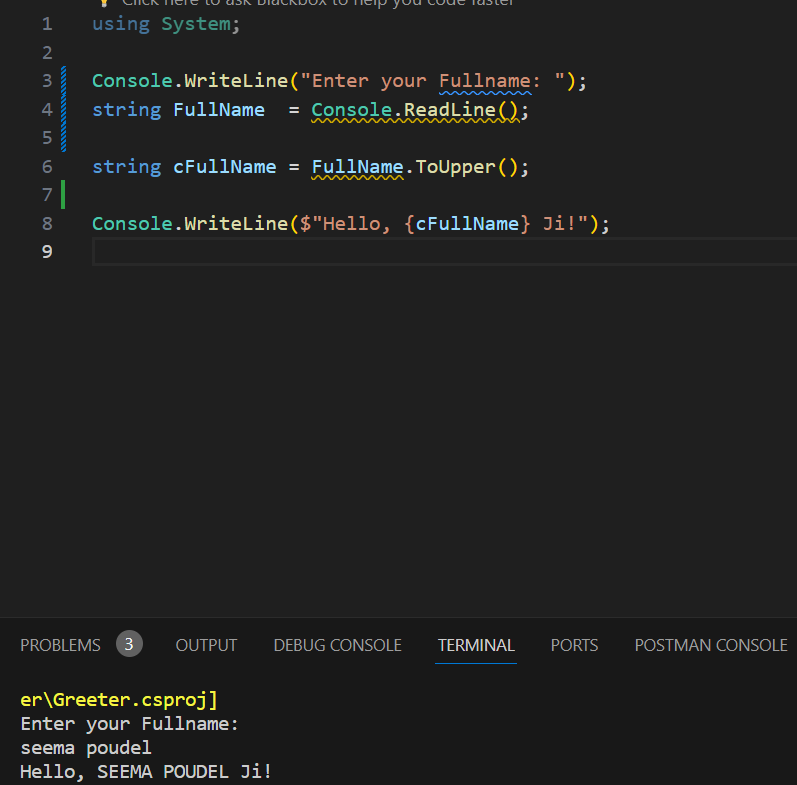 Click here to ask Blackbox to help you code faster
1 using System;
2
3 Console.WriteLine("Enter your Fullname: ");
4 string FullName  = Console.ReadLine();
5
6 string cFullName = FullName.ToUpper();
7
8 Console.WriteLine($"Hello, {cFullName} Ji!");
9
PROBLEMS 3 OUTPUT DEBUG CONSOLE TERMINAL PORTS POSTMAN CONSOLE
er\Greeter.csproj]
Enter your Fullname:
seema poudel
Hello, SEEMA POUDEL Ji!